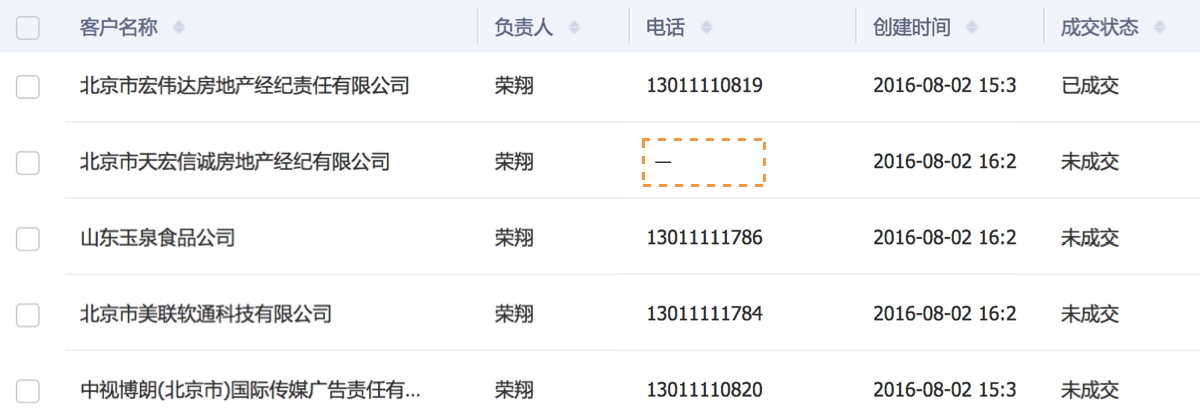 客户名称 负责人 电话 创建时间 成交状态
北京市宏伟达房地产经纪责任有限公司 荣翔 13011110819 2016-08-02 15:3 已成交
北京市天宏信诚房地产经纪有限公司 荣翔 — 2016-08-02 16:2 未成交
山东玉泉食品公司 荣翔 13011111786 2016-08-02 16:2 未成交
北京市美联软通科技有限公司 荣翔 13011111784 2016-08-02 16:2 未成交
中视博朗(北京市)国际传媒广告责任有... 荣翔 13011110820 2016-08-02 15:3 未成交